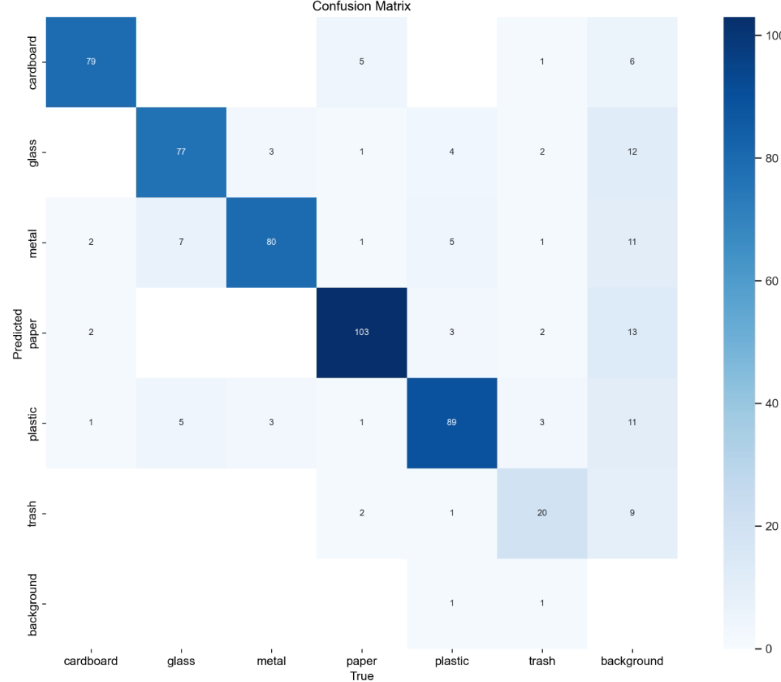 Confusion Matrix
cardboard 79 5 1 6
glass 77 3 1 4 2 12
metal 2 7 80 1 5 1 11
paper 2 103 3 2 13
plastic 1 5 3 1 89 3 11
trash 2 1 20 9
background 1 1
Predicted
cardboard glass metal paper plastic trash background
True
80
60
40
20
0